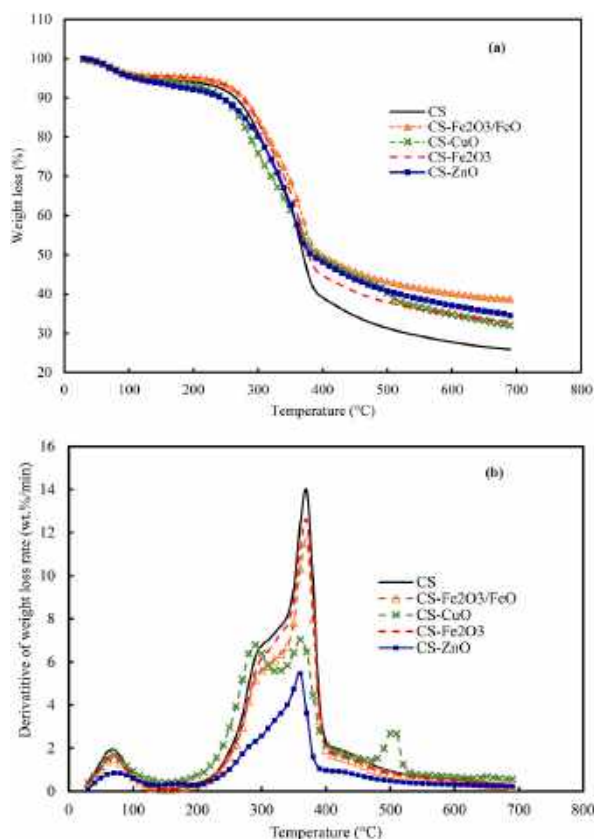 (a)
110
100
90
80
70
60
50
40
30
20
Weight loss (%)
CS
CS-Fe2O3/FeO
CS-CuO
CS-Fe2O3
CS-ZnO
0 100 200 300 400 500 600 700 800
Temperature (°C)
(b)
16
14
12
10
8
6
4
2
0
Derivatitive of weight loss rate (wt.%/min)
CS
CS-Fe2O3/FeO
CS-CuO
CS-Fe2O3
CS-ZnO
0 100 200 300 400 500 600 700 800
Temperature (°C)